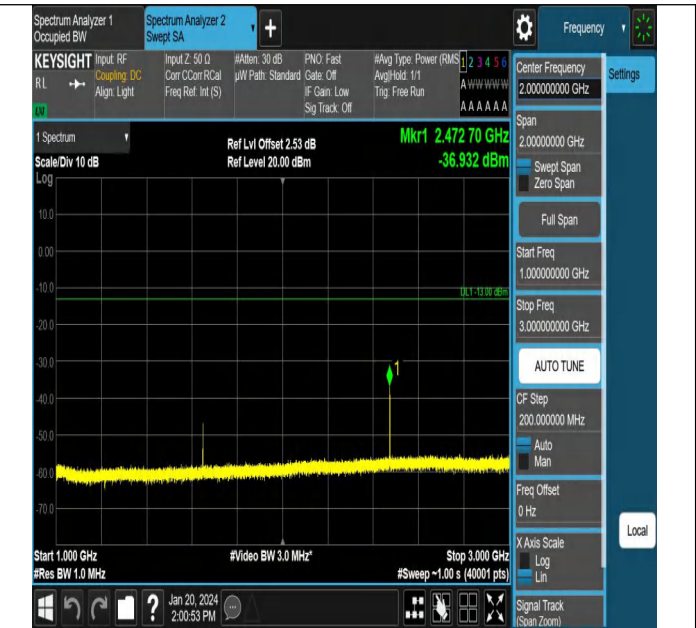 Spectrum Analyzer 1
Occupied BW
Spectrum Analyzer 2
Swept SA
+
Frequency
KEYSIGHT
RL
Input: RF
Coupling: DC
Align: Light
Input Z: 50 Ω
Corr CCorr RCal
Freq Ref: Int (S)
#Atten: 30 dB
µW Path: Standard
PNO: Fast
Gate: Off
IF Gain: Low
Sig Track: Off
#Avg Type: Power (RMS
Avg|Hold: 1/1
Trig: Free Run
1 2 3 4 5 6
A W W W W W
A A A A A A
1 Spectrum
Scale/Div 10 dB
Ref Lvl Offset 2.53 dB
Ref Level 20.00 dBm
Mkr1 2.472 70 GHz
-36.932 dBm
Log
10.0
0.00
-10.0
DL1 -13.00 dBm
-20.0
-30.0
1
-40.0
-50.0
-60.0
-70.0
Start 1.000 GHz
#Res BW 1.0 MHz
#Video BW 3.0 MHz*
Stop 3.000 GHz
#Sweep ~1.00 s (40001 pts)
?
Jan 20, 2024
2:00:53 PM
Center Frequency
2.000000000 GHz
Settings
Span
2.00000000 GHz
Swept Span
Zero Span
Full Span
Start Freq
1.000000000 GHz
Stop Freq
3.000000000 GHz
AUTO TUNE
CF Step
200.000000 MHz
Auto
Man
Freq Offset
0 Hz
X Axis Scale
Log
Lin
Local
Signal Track
(Span Zoom)